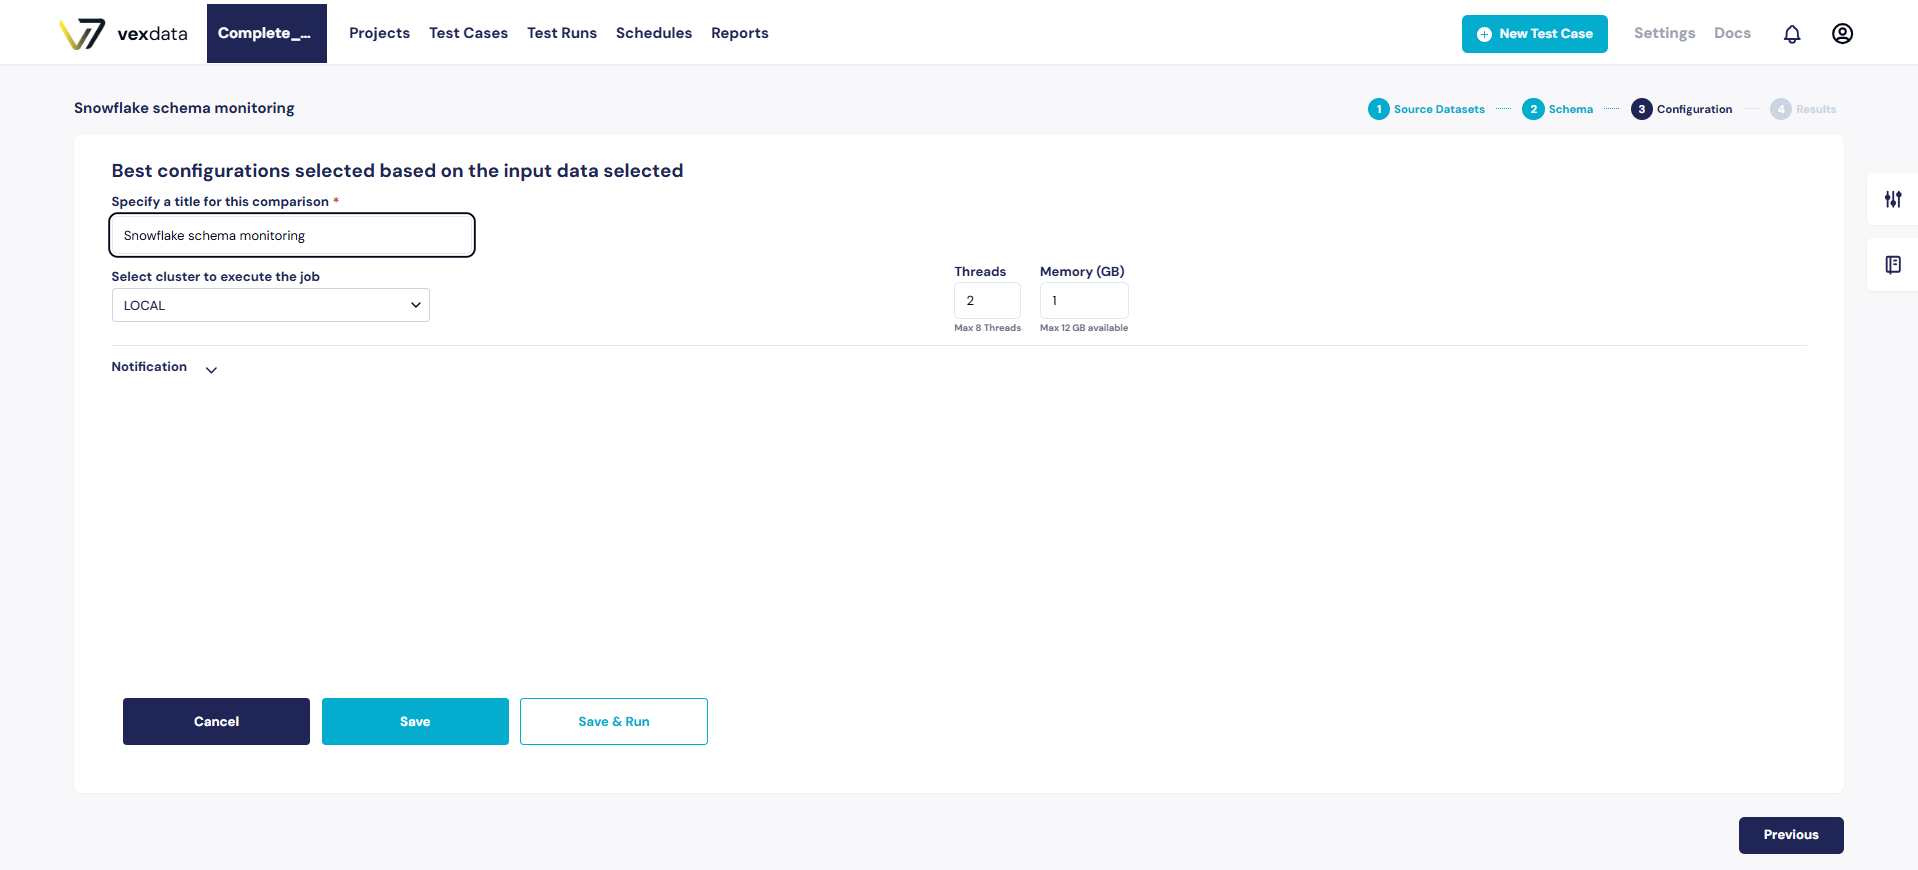 vexdata
Complete_...
Projects
Test Cases
Test Runs
Schedules
Reports
New Test Case
Settings
Docs
Snowflake schema monitoring
1 Source Datasets
2 Schema
3 Configuration
4 Results
Best configurations selected based on the input data selected
Specify a title for this comparison *
Snowflake schema monitoring
Select cluster to execute the job
LOCAL
Threads
2
Max 8 Threads
Memory (GB)
1
Max 12 GB available
Notification
Cancel
Save
Save & Run
Previous